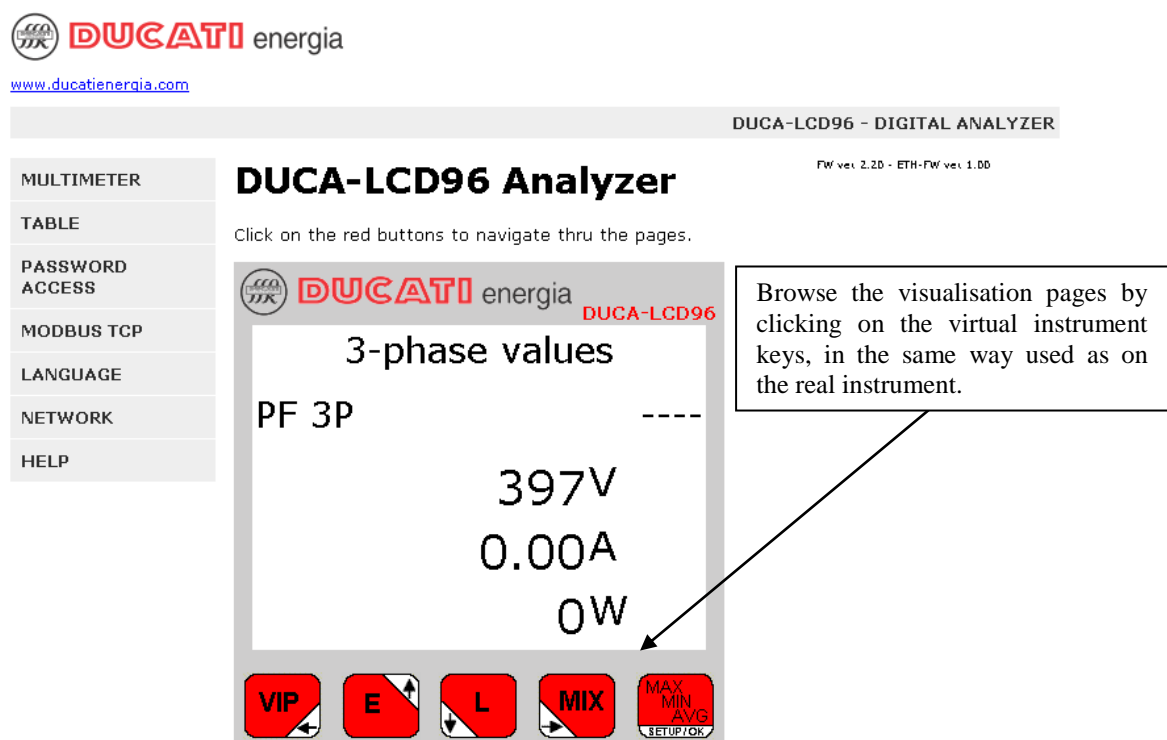 DUCATI energia
www.ducatienergia.com
DUCA-LCD96 - DIGITAL ANALYZER
MULTIMETER
TABLE
PASSWORD
ACCESS
MODBUS TCP
LANGUAGE
NETWORK
HELP
DUCA-LCD96 Analyzer
FW ver. 2.20 - ETH-FW ver. 1.00
Click on the red buttons to navigate thru the pages.
DUCATI energia
DUCA-LCD96
3-phase values
PF 3P ----
397V
0.00A
0W
VIP
E
L
MIX
MAX
MIN
AVG
SETUP/OK
Browse the visualisation pages by
clicking on the virtual instrument
keys, in the same way used as on
the real instrument.